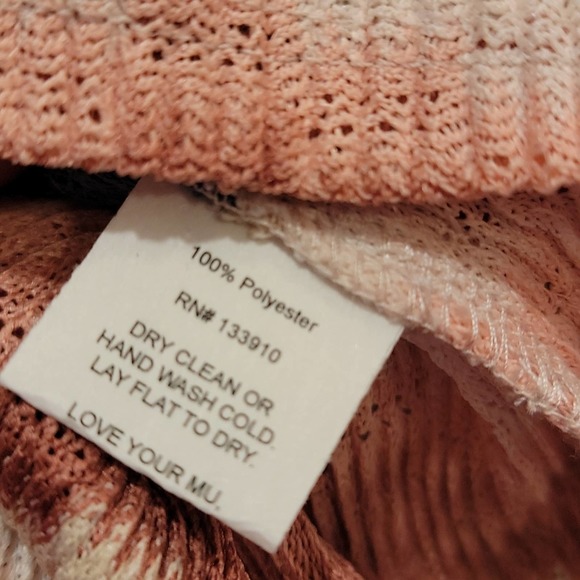 100% Polyester
RN# 133910
DRY CLEAN OR
HAND WASH COLD.
LAY FLAT TO DRY.
LOVE YOUR MU.